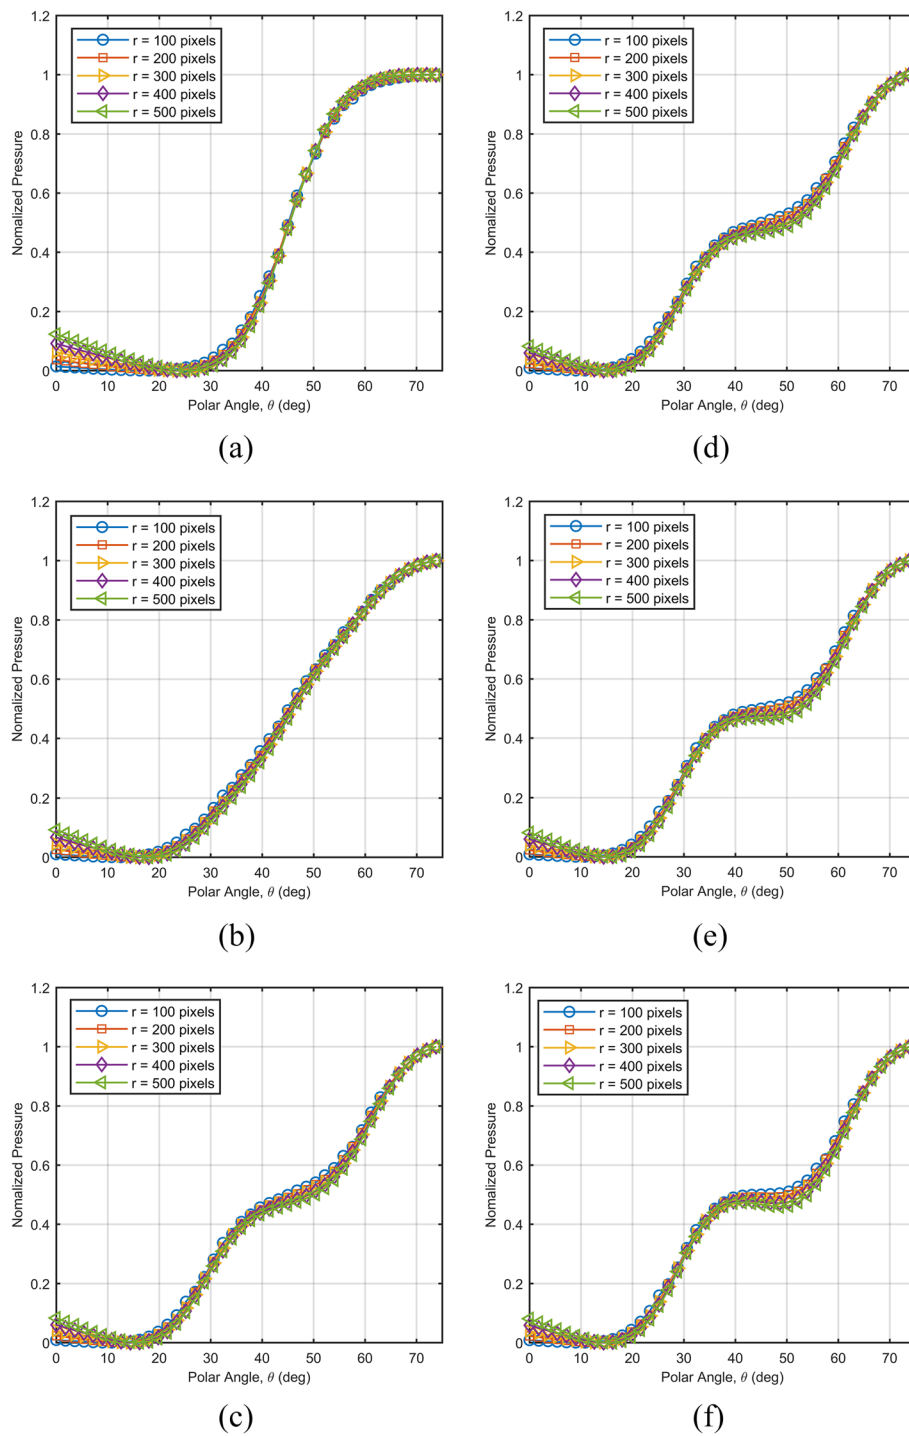 1.2
1
0.8
0.6
0.4
0.2
0
Nomalized Pressure
r = 100 pixels
r = 200 pixels
r = 300 pixels
r = 400 pixels
r = 500 pixels
0 10 20 30 40 50 60 70
Polar Angle, θ (deg)
(a)
1.2
1
0.8
0.6
0.4
0.2
0
Nomalized Pressure
r = 100 pixels
r = 200 pixels
r = 300 pixels
r = 400 pixels
r = 500 pixels
0 10 20 30 40 50 60 70
Polar Angle, θ (deg)
(b)
1.2
1
0.8
0.6
0.4
0.2
0
Nomalized Pressure
r = 100 pixels
r = 200 pixels
r = 300 pixels
r = 400 pixels
r = 500 pixels
0 10 20 30 40 50 60 70
Polar Angle, θ (deg)
(c)
1.2
1
0.8
0.6
0.4
0.2
0
Nomalized Pressure
r = 100 pixels
r = 200 pixels
r = 300 pixels
r = 400 pixels
r = 500 pixels
0 10 20 30 40 50 60 70
Polar Angle, θ (deg)
(d)
1.2
1
0.8
0.6
0.4
0.2
0
Nomalized Pressure
r = 100 pixels
r = 200 pixels
r = 300 pixels
r = 400 pixels
r = 500 pixels
0 10 20 30 40 50 60 70
Polar Angle, θ (deg)
(e)
1.2
1
0.8
0.6
0.4
0.2
0
Nomalized Pressure
r = 100 pixels
r = 200 pixels
r = 300 pixels
r = 400 pixels
r = 500 pixels
0 10 20 30 40 50 60 70
Polar Angle, θ (deg)
(f)